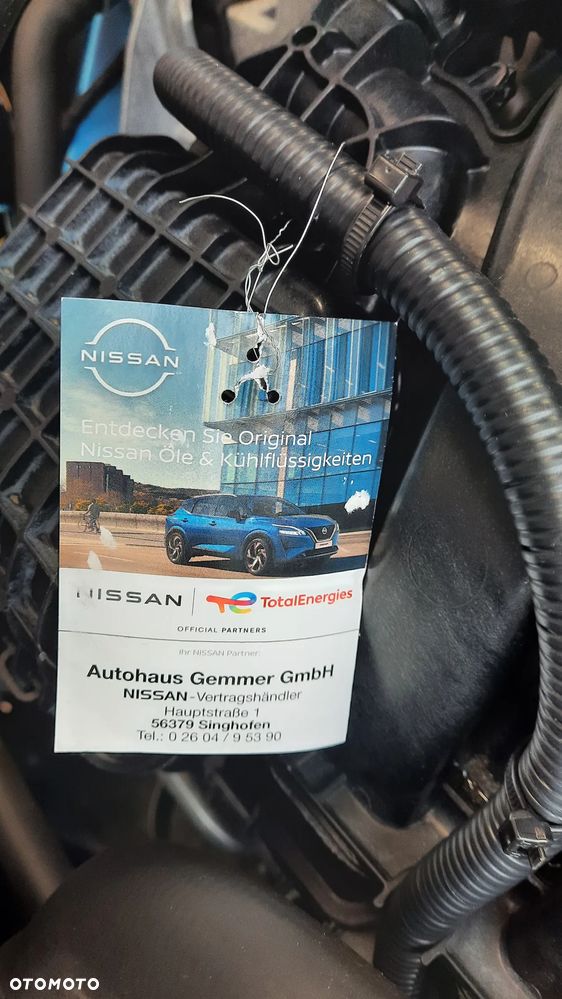 NISSAN
Entdecken Sie Original
Nissan Öle & Kühlflüssigkeiten
NISSAN
TotalEnergies
OFFICIAL PARTNERS
Ihr NISSAN Partner:
Autohaus Gemmer GmbH
NISSAN-Vertragshändler
Hauptstraße 1
56379 Singhofen
Tel.: 0 26 04 / 9 53 90
OTOMOTO